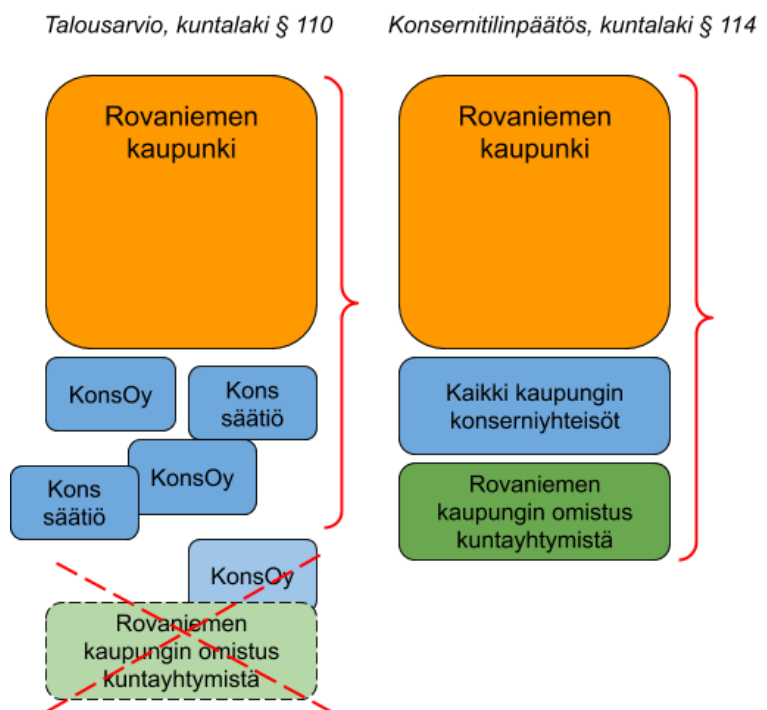 Talousarvio, kuntalaki § 110
Konsernitilinpäätös, kuntalaki § 114
Rovaniemen
kaupunki
KonsOy
Kons
säätiö
KonsOy
Kons
säätiö
KonsOy
Rovaniemen
kaupungin omistus
kuntayhtymistä
Rovaniemen
kaupunki
Kaikki kaupungin
konserniyhteisöt
Rovaniemen
kaupungin omistus
kuntayhtymistä